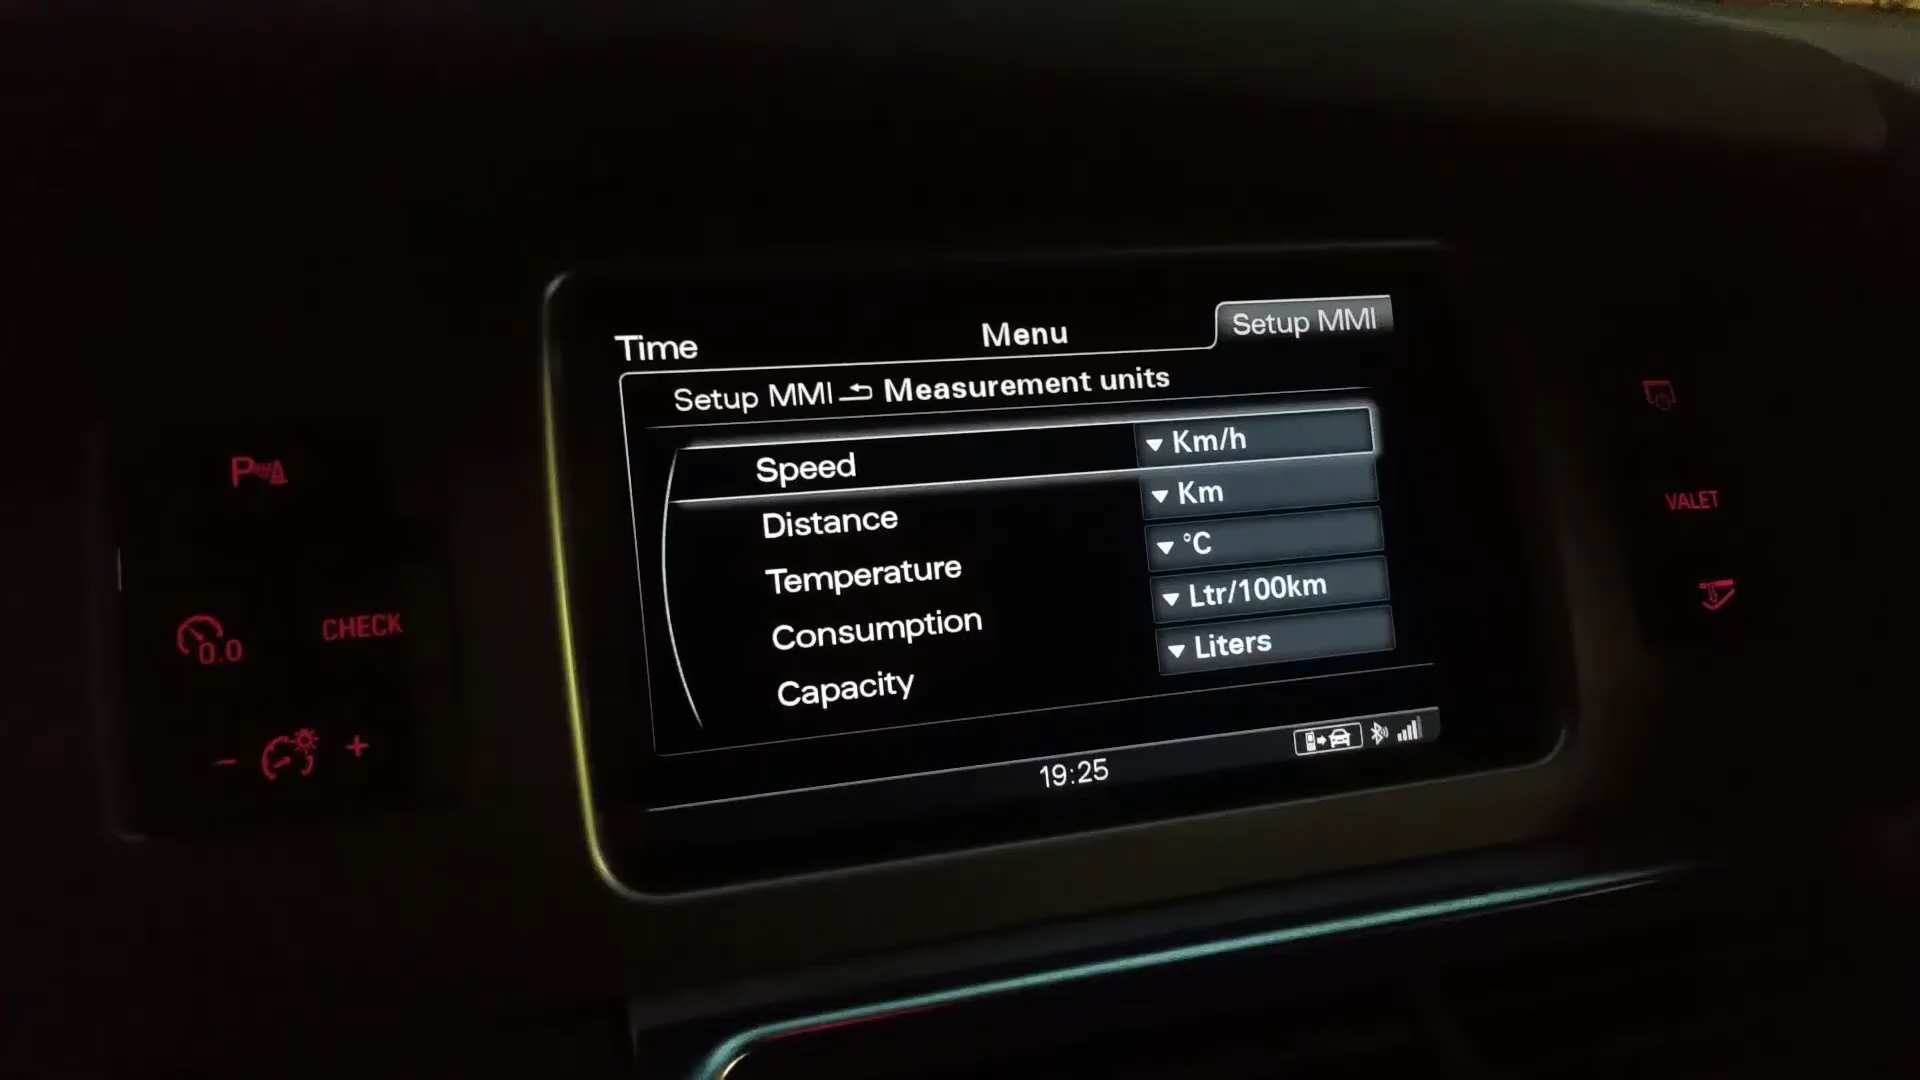 Time Menu Setup MMI
Setup MMI Measurement units
Speed Km/h
Distance Km
Temperature °C
Consumption Ltr/100km
Capacity Liters
19:25
P
0.0 CHECK
- +
VALET